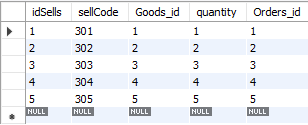 idSells sellCode Goods_id quantity Orders_id
1 301 1 1 1
2 302 2 2 2
3 303 3 3 3
4 304 4 4 4
5 305 5 5 5
NULL NULL NULL NULL NULL